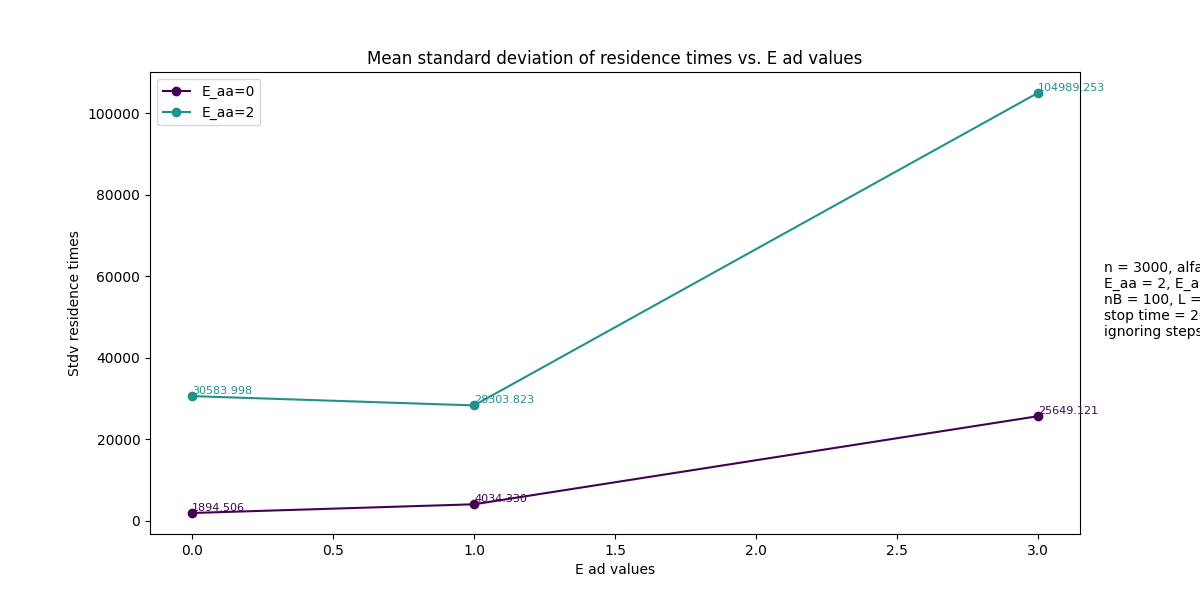 Mean standard deviation of residence times vs. E ad values
E_aa=0
E_aa=2
104989.253
100000
80000
60000
40000
20000
0
Stdv residence times
30583.998
28303.823
25649.121
1894.506
4034.330
n = 3000, alfa
E_aa = 2, E_a
nB = 100, L =
stop time = 2
ignoring steps
0.0
0.5
1.0
1.5
2.0
2.5
3.0
E ad values